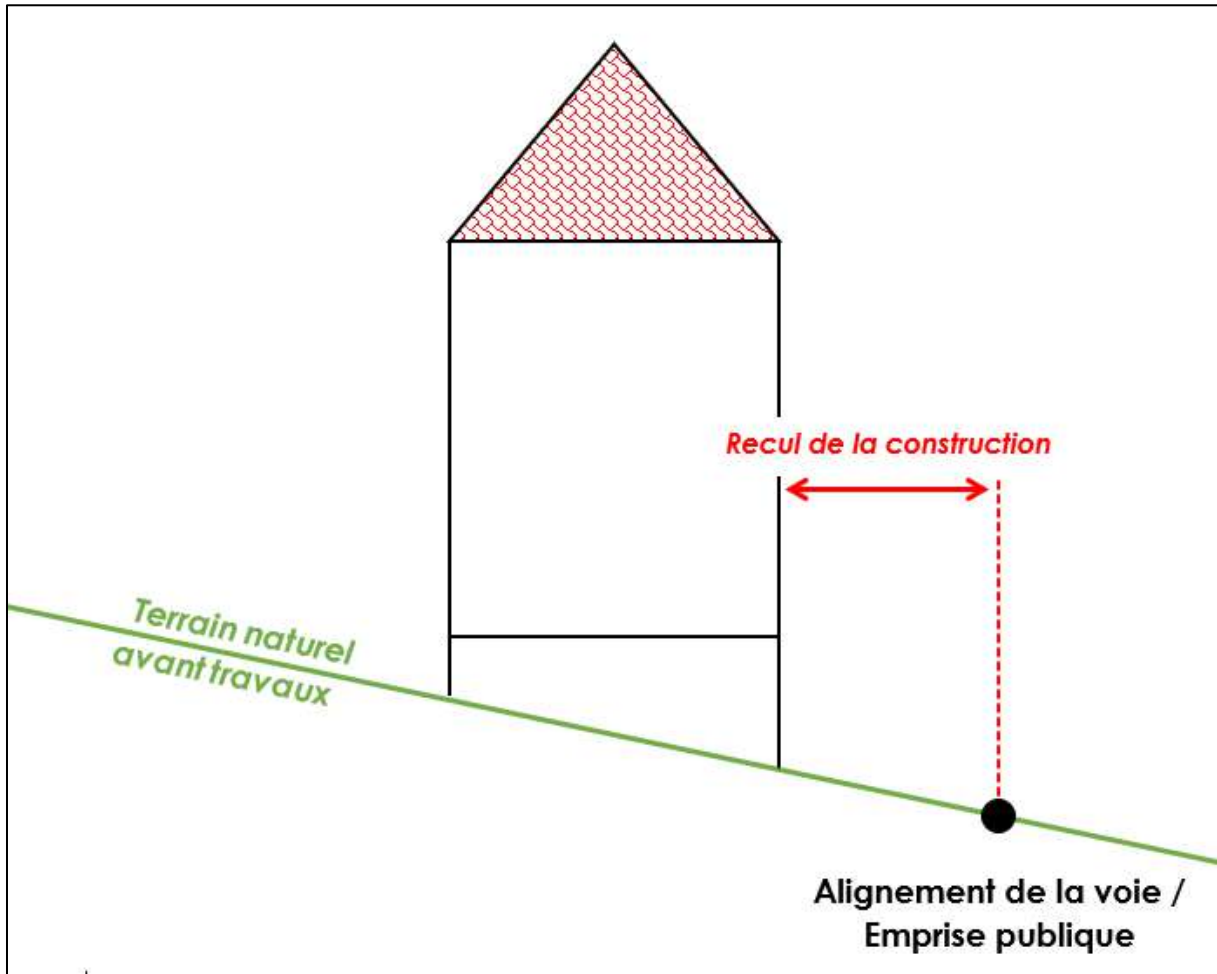 Recul de la construction
Terrain naturel
avant travaux
Alignement de la voie /
Emprise publique